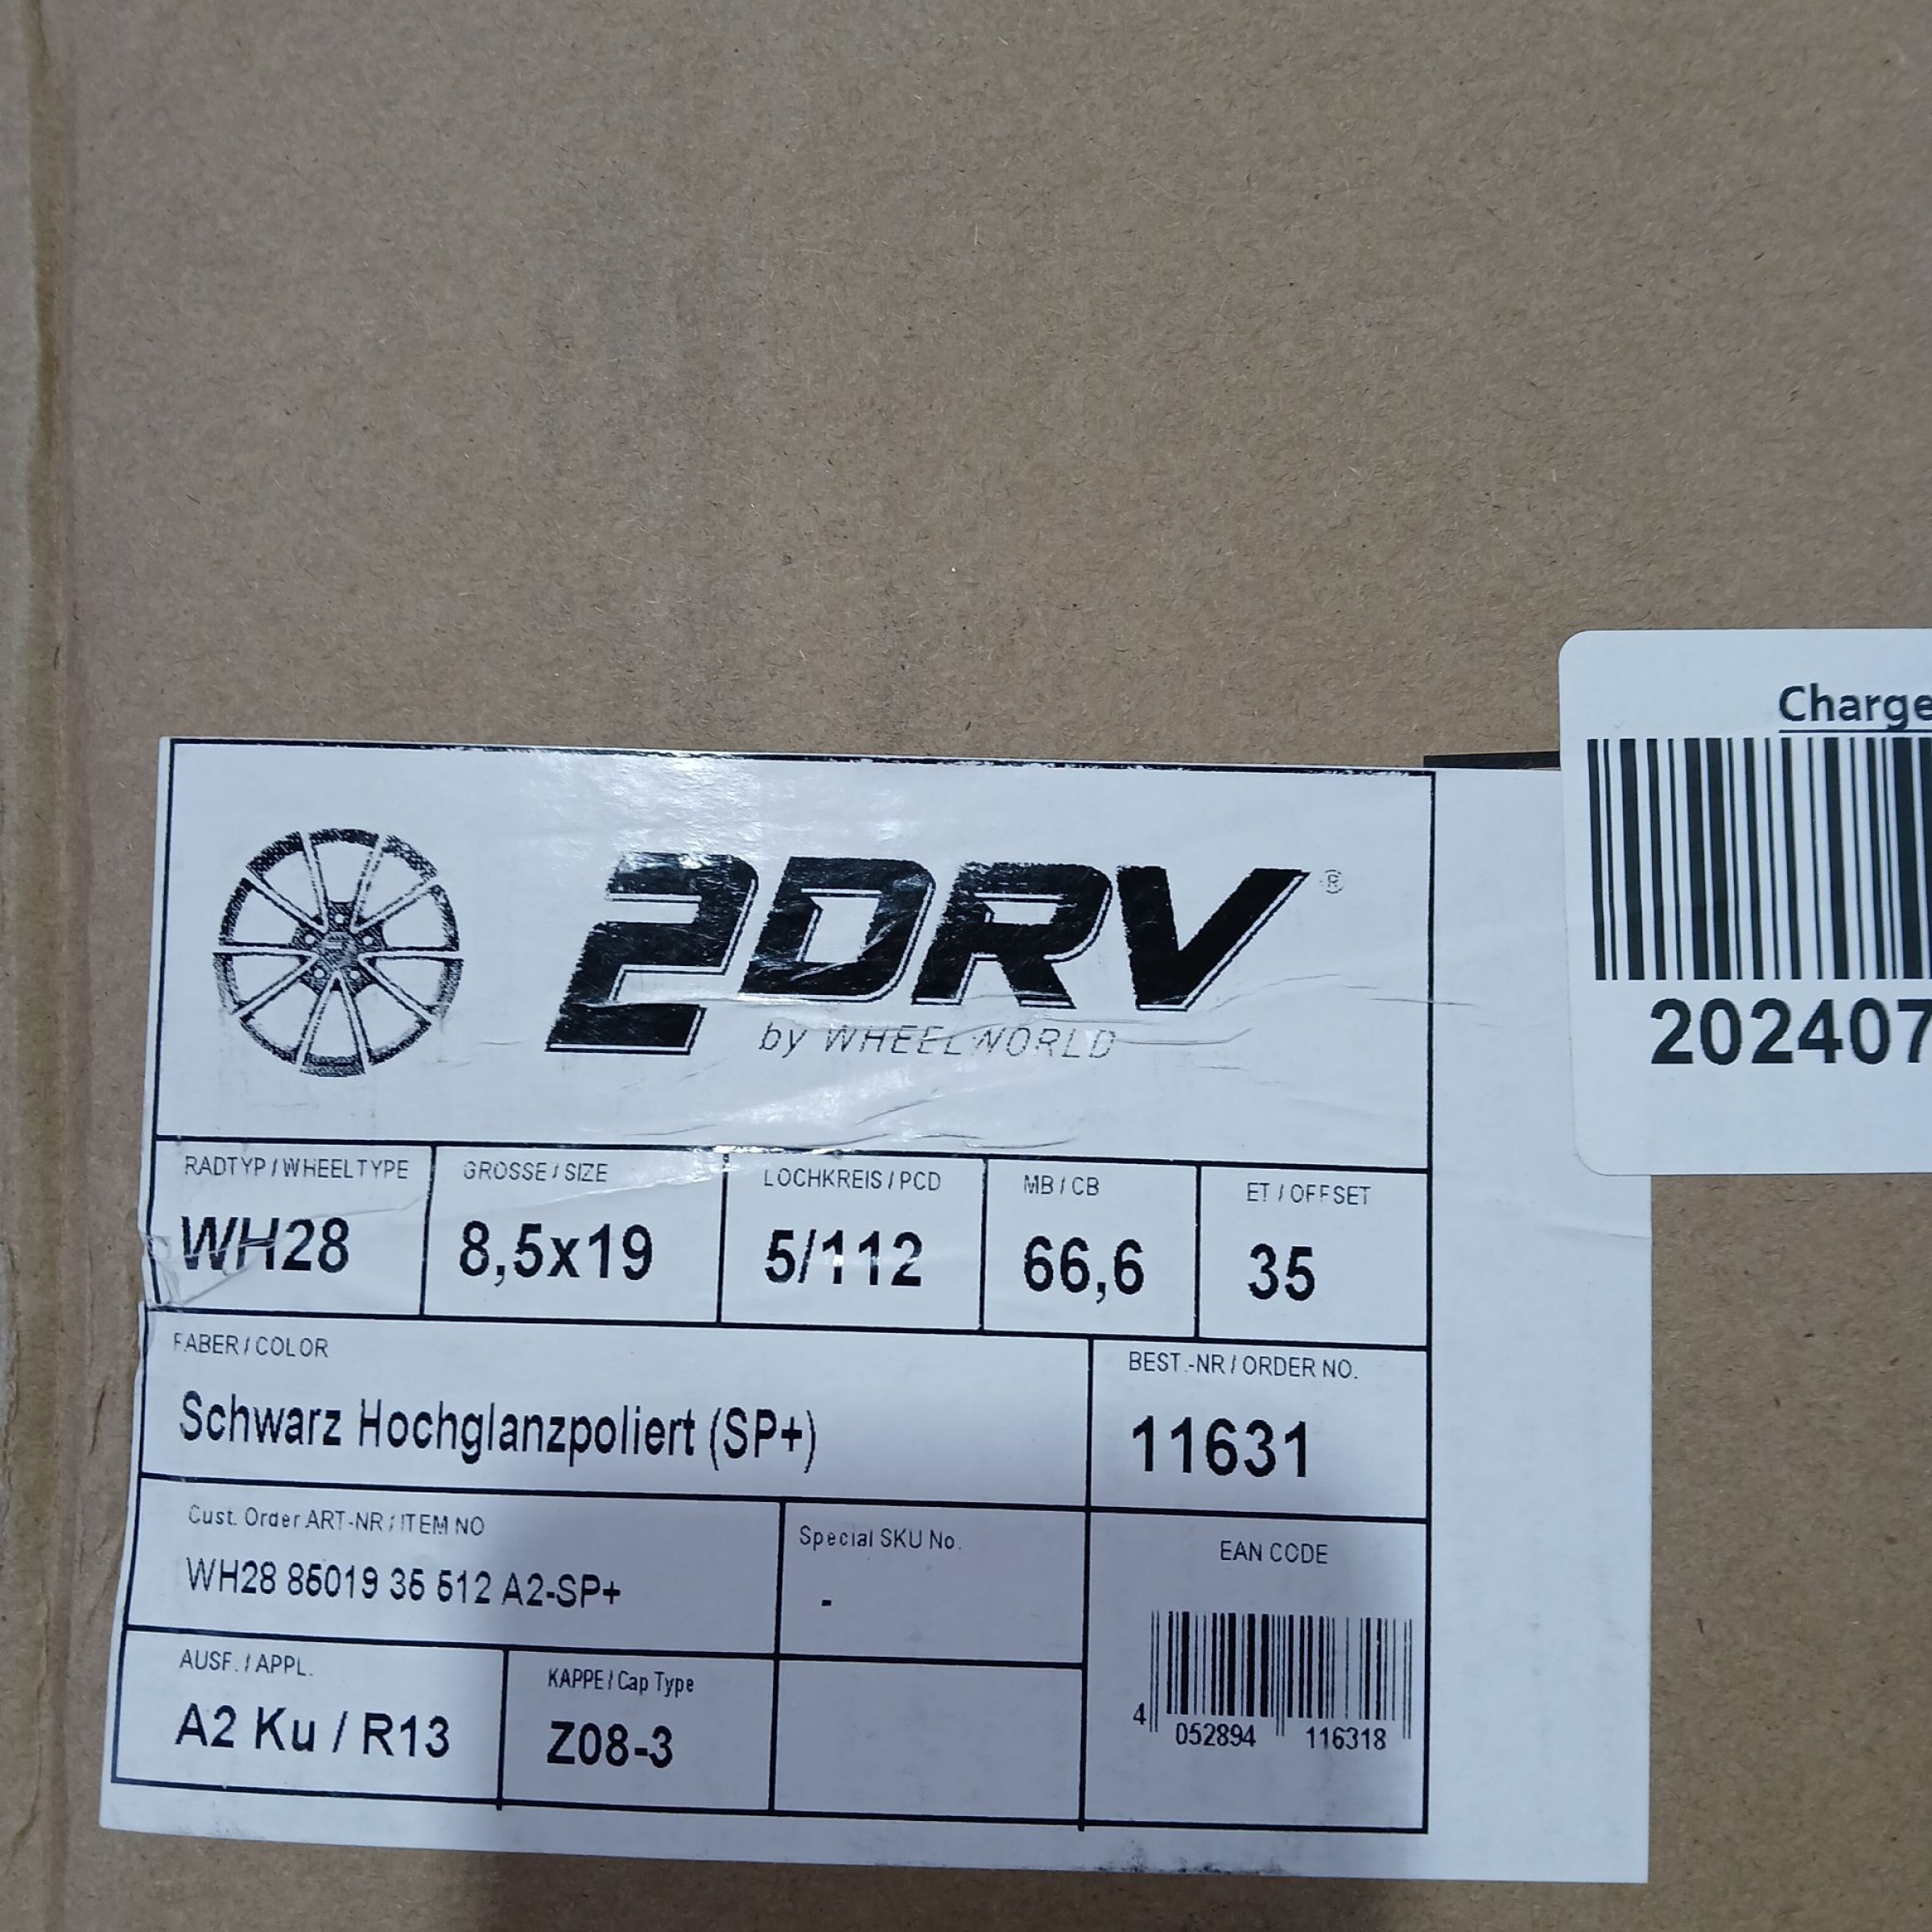 Charge
202407
2DRV ®
by WHEELWORLD
RADTYP / WHEELTYPE
WH28
GROSSE / SIZE
8,5x19
LOCHKREIS / PCD
5/112
MB / CB
66,6
ET / OFFSET
35
FABER / COLOR
Schwarz Hochglanzpoliert (SP+)
BEST.-NR / ORDER NO.
11631
Cust. Order ART-NR / ITEM NO
WH28 85019 35 512 A2-SP+
Special SKU No.
-
EAN CODE
4 052894 116318
AUSF. / APPL.
A2 Ku / R13
KAPPE / Cap Type
Z08-3